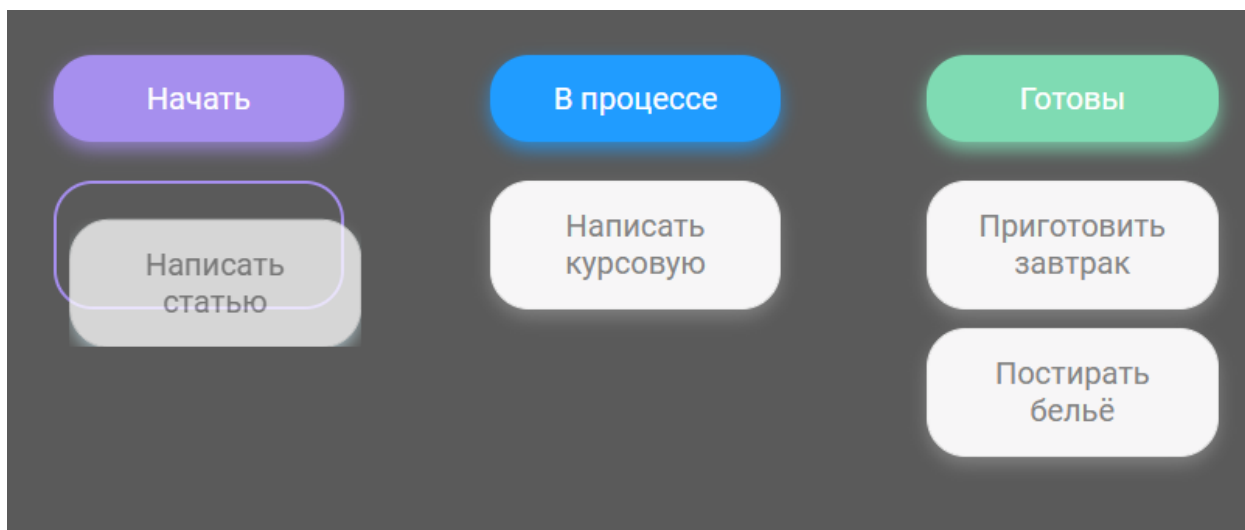 Начать
В процессе
Готовы
Написать
статью
Написать
курсовую
Приготовить
завтрак
Постирать
бельё